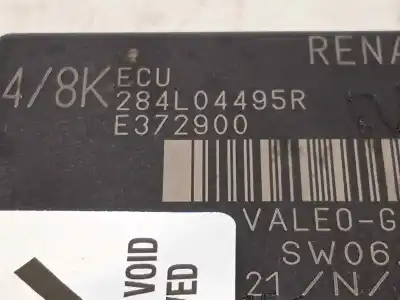 RENA
4/8K ECU
284L04495R
E372900
VALEO-G
SW06.
21/N/
VOID
VED